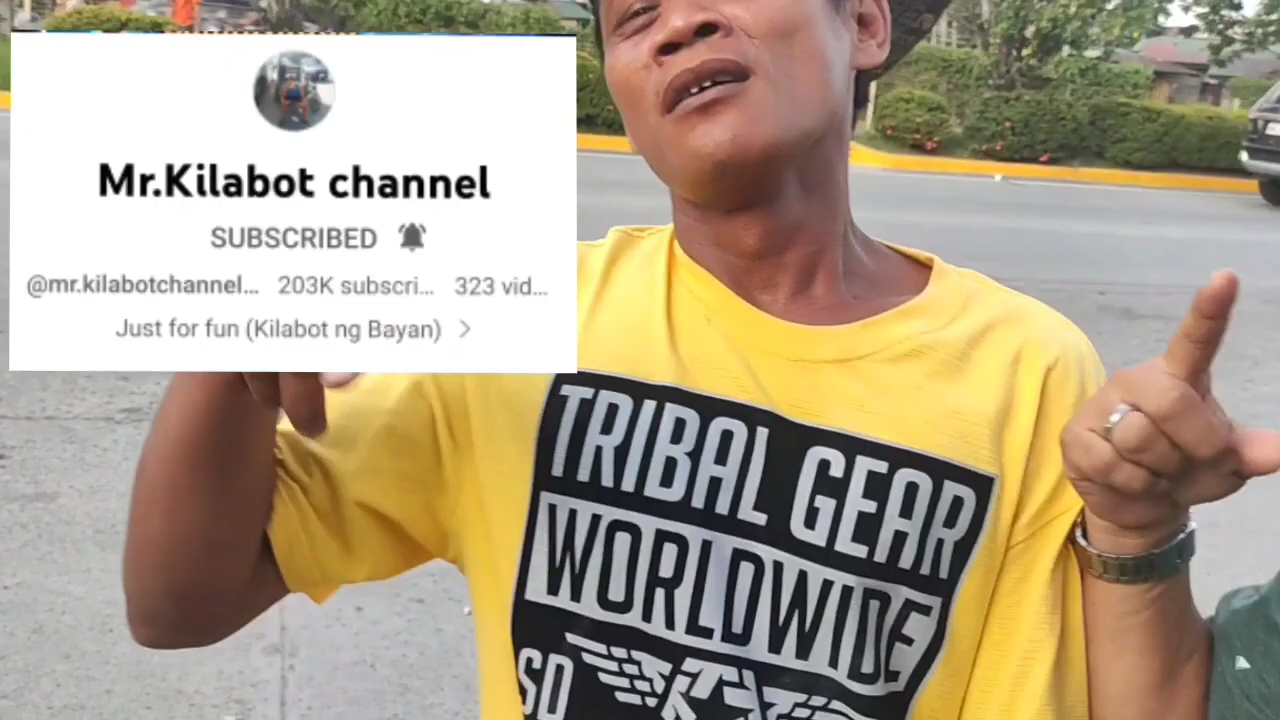 Mr.Kilabot channel
SUBSCRIBED
@mr.kilabotchannel... 203K subscri... 323 vid...
Just for fun (Kilabot ng Bayan)
TRIBAL GEAR
WORLDWIDE
SD